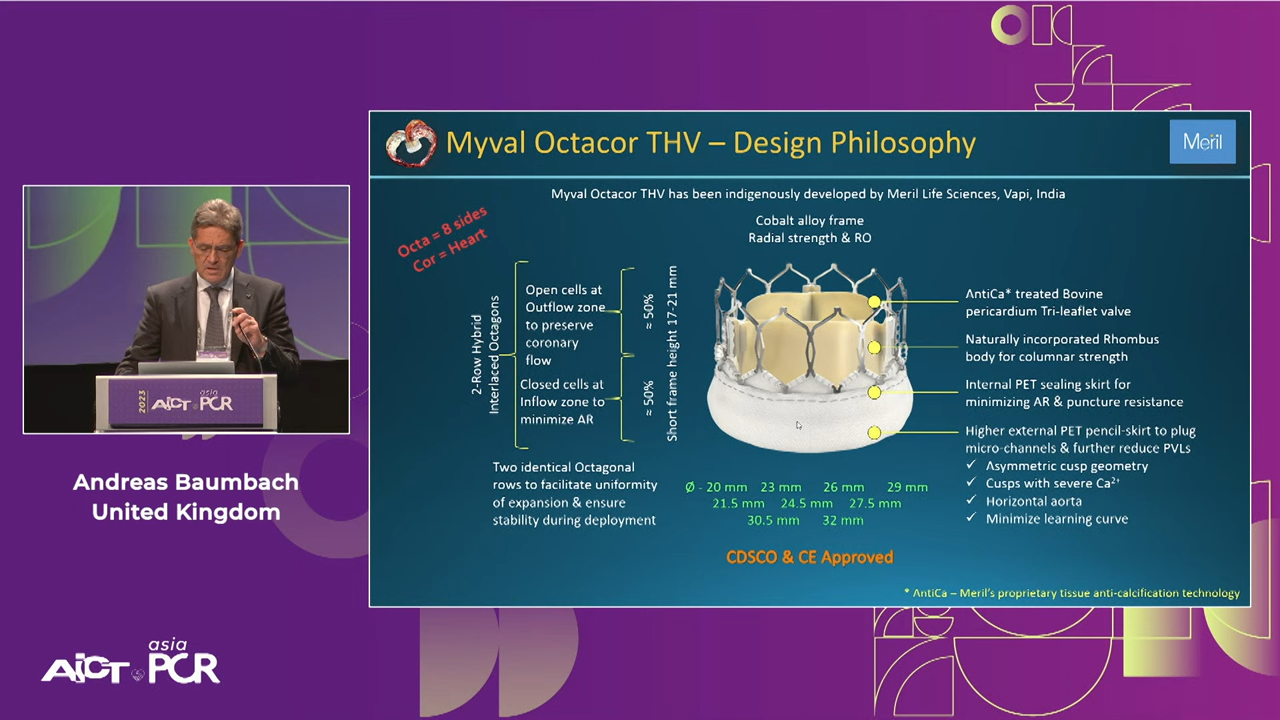 Myval Octacor THV – Design Philosophy
Meril
Myval Octacor THV has been indigenously developed by Meril Life Sciences, Vapi, India
Octa = 8 sides
Cor = Heart
Cobalt alloy frame
Radial strength & RO
2-Row Hybrid
Interlaced Octagons
Open cells at
Outflow zone
to preserve
coronary
flow
Closed cells at
Inflow zone to
minimize AR
≈ 50%
≈ 50%
Short frame height 17-21 mm
AntiCa* treated Bovine
pericardium Tri-leaflet valve
Naturally incorporated Rhombus
body for columnar strength
Internal PET sealing skirt for
minimizing AR & puncture resistance
Higher external PET pencil-skirt to plug
micro-channels & further reduce PVLs
✓ Asymmetric cusp geometry
✓ Cusps with severe Ca²⁺
✓ Horizontal aorta
✓ Minimize learning curve
Two identical Octagonal
rows to facilitate uniformity
of expansion & ensure
stability during deployment
Ø - 20 mm 23 mm 26 mm 29 mm
21.5 mm 24.5 mm 27.5 mm
30.5 mm 32 mm
CDSCO & CE Approved
* AntiCa – Meril's proprietary tissue anti-calcification technology
2023 AICT asia PCR
Andreas Baumbach
United Kingdom
asia
AICT PCR